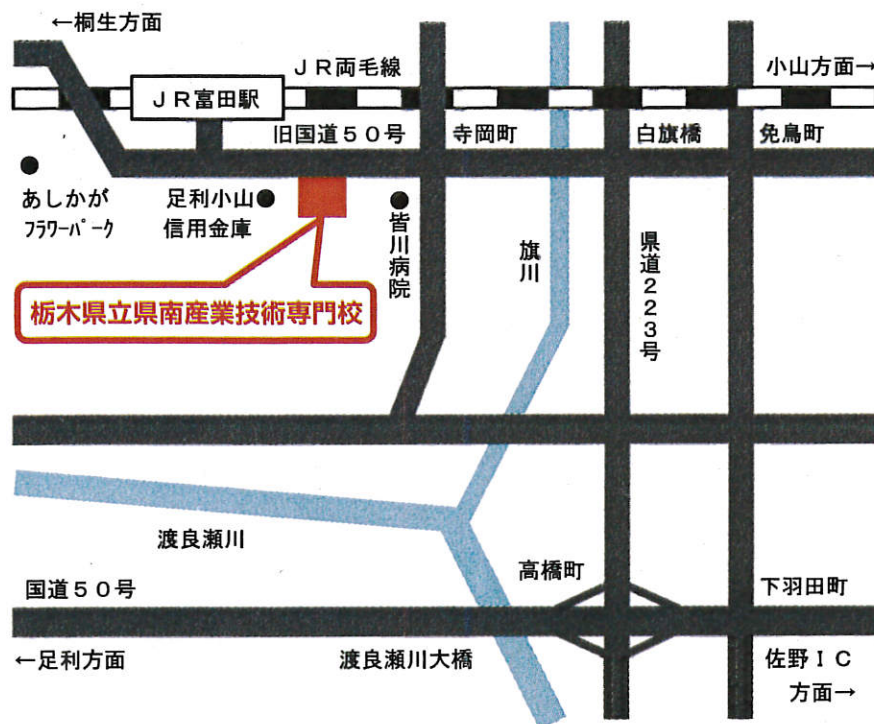 ←桐生方面
ＪＲ両毛線
小山方面→
ＪＲ富田駅
旧国道５０号
寺岡町
白旗橋
免鳥町
あしかが
ﾌﾗﾜｰﾊﾟｰｸ
足利小山
信用金庫
皆川病院
旗川
県道２２３号
栃木県立県南産業技術専門校
渡良瀬川
高橋町
国道５０号
下羽田町
←足利方面
渡良瀬川大橋
佐野ＩＣ
方面→